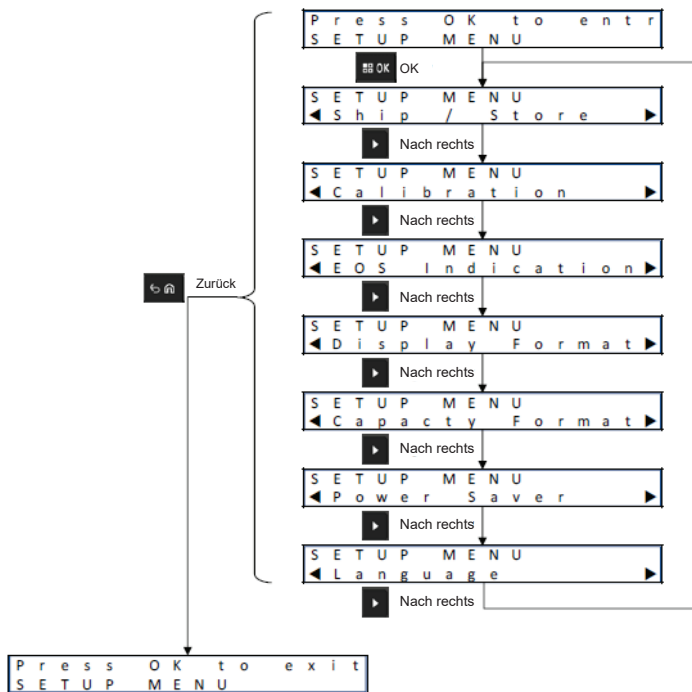 Press OK to entr
SETUP MENU
OK OK
SETUP MENU
◀Ship / Store ▶
Nach rechts
SETUP MENU
◀Calibration ▶
Nach rechts
SETUP MENU
◀EOS Indication▶
Zurück
Nach rechts
SETUP MENU
◀Display Format▶
Nach rechts
SETUP MENU
◀Capacty Format▶
Nach rechts
SETUP MENU
◀Power Saver ▶
Nach rechts
SETUP MENU
◀Language ▶
Nach rechts
Press OK to exit
SETUP MENU